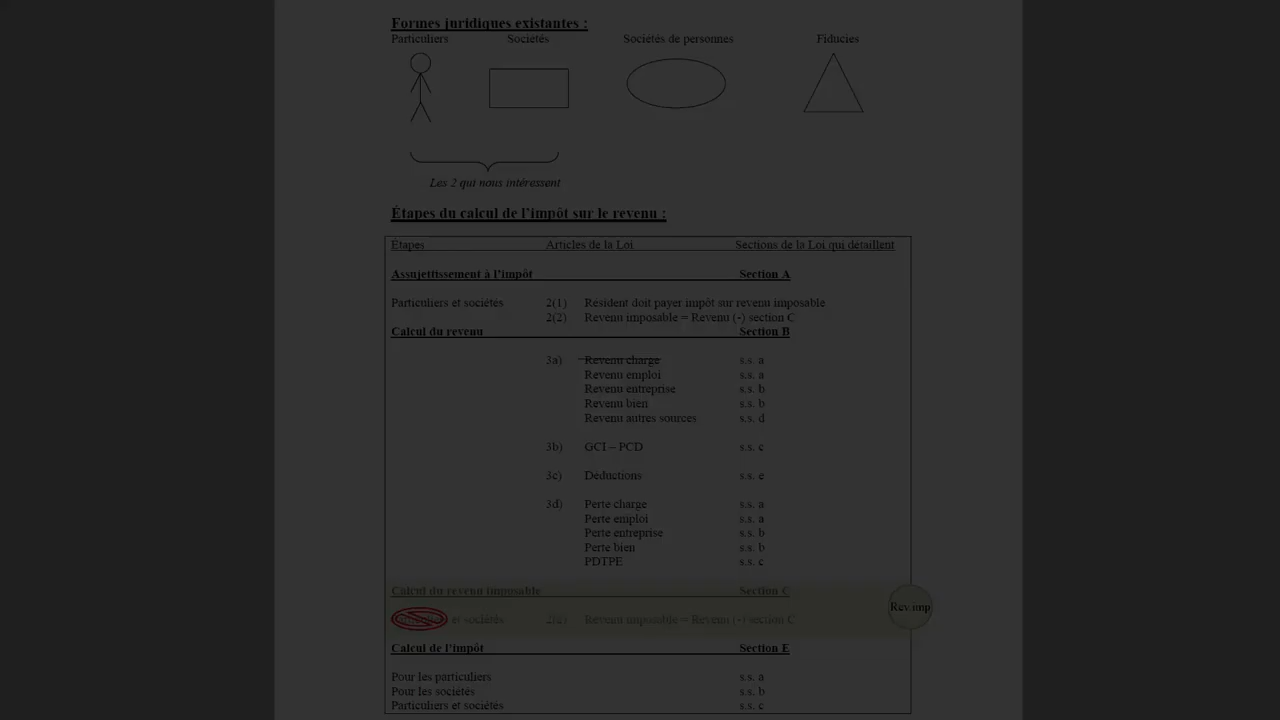 Formes juridiques existantes :
Particuliers Sociétés Sociétés de personnes Fiducies
Les 2 qui nous intéressent
Étapes du calcul de l'impôt sur le revenu :
Étapes Articles de la Loi Sections de la Loi qui détaillent
Assujettissement à l'impôt Section A
Particuliers et sociétés 2(1) Résident doit payer impôt sur revenu imposable
2(2) Revenu imposable = Revenu (-) section C
Calcul du revenu Section B
3a) Revenu charge s.s. a
Revenu emploi s.s. a
Revenu entreprise s.s. b
Revenu bien s.s. b
Revenu autres sources s.s. d
3b) GCI – PCD s.s. c
3c) Déductions s.s. e
3d) Perte charge s.s. a
Perte emploi s.s. a
Perte entreprise s.s. b
Perte bien s.s. b
PDTPE s.s. c
Calcul du revenu imposable Section C
Rev imp
et sociétés 2(2) Revenu imposable = Revenu (-) section C
Calcul de l'impôt Section E
Pour les particuliers s.s. a
Pour les sociétés s.s. b
Particuliers et sociétés s.s. c